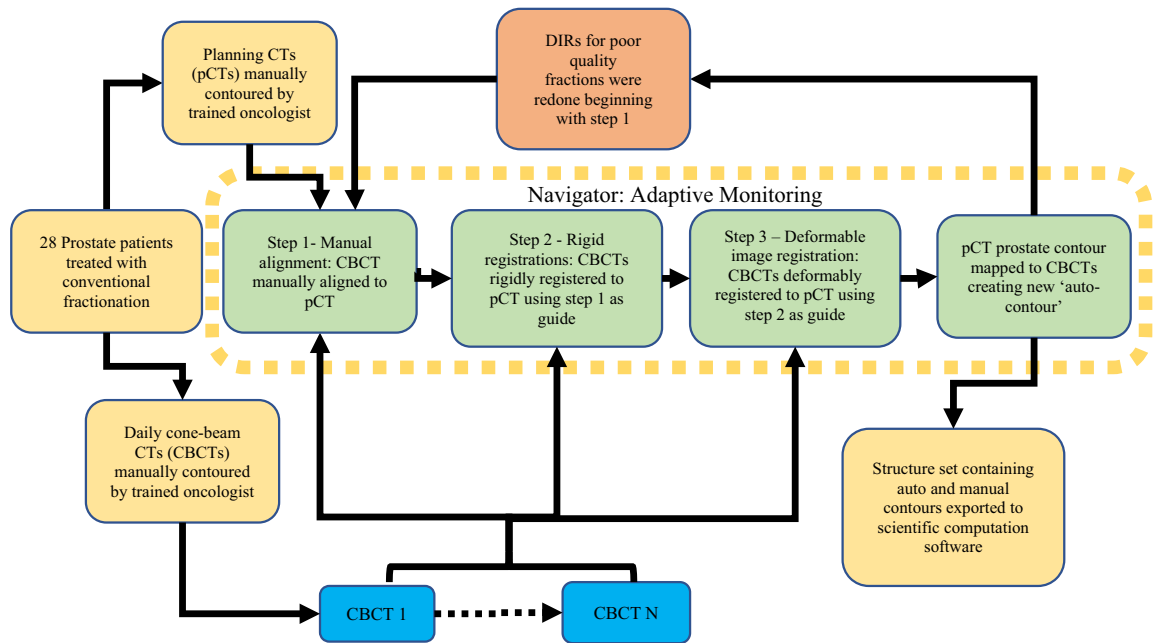 Planning CTs
(pCTs) manually
contoured by
trained oncologist
DIRs for poor
quality
fractions were
redone beginning
with step 1
Navigator: Adaptive Monitoring
28 Prostate patients
treated with
conventional
fractionation
Step 1- Manual
alignment: CBCT
manually aligned to
pCT
Step 2 - Rigid
registrations: CBCTs
rigidly registered to
pCT using step 1 as
guide
Step 3 – Deformable
image registration:
CBCTs deformably
registered to pCT using
step 2 as guide
pCT prostate contour
mapped to CBCTs
creating new ‘auto-
contour’
Daily cone-beam
CTs (CBCTs)
manually contoured
by trained oncologist
Structure set containing
auto and manual
contours exported to
scientific computation
software
CBCT 1
CBCT N